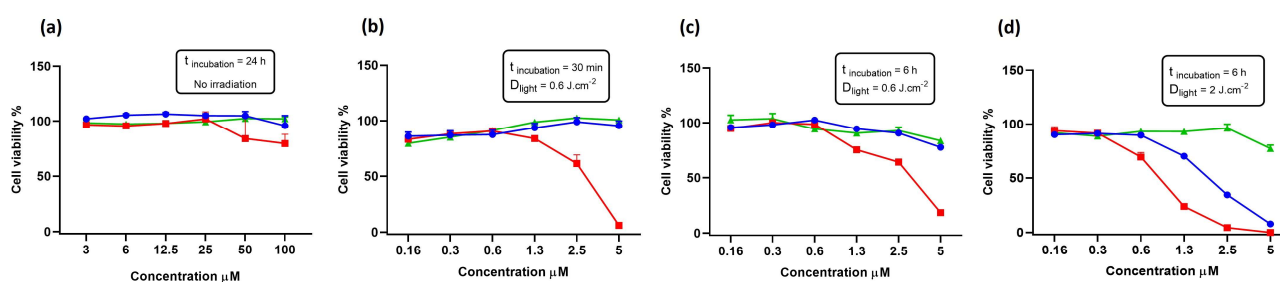 (a)
t incubation = 24 h
No irradiation
150
100
50
0
Cell viability %
3 6 12.5 25 50 100
Concentration µM
(b)
t incubation = 30 min
D light = 0.6 J.cm-2
150
100
50
0
Cell viability %
0.16 0.3 0.6 1.3 2.5 5
Concentration µM
(c)
t incubation = 6 h
D light = 0.6 J.cm-2
150
100
50
0
Cell viability %
0.16 0.3 0.6 1.3 2.5 5
Concentration µM
(d)
t incubation = 6 h
D light = 2 J.cm-2
150
100
50
0
Cell viability %
0.16 0.3 0.6 1.3 2.5 5
Concentration µM